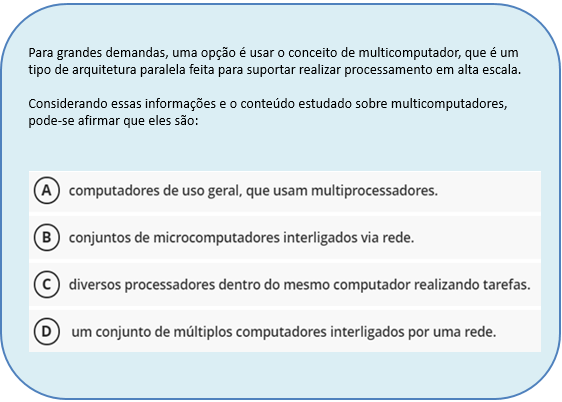 Para grandes demandas, uma opção é usar o conceito de multicomputador, que é um
tipo de arquitetura paralela feita para suportar realizar processamento em alta escala.
Considerando essas informações e o conteúdo estudado sobre multicomputadores,
pode-se afirmar que eles são:
A computadores de uso geral, que usam multiprocessadores.
B conjuntos de microcomputadores interligados via rede.
C diversos processadores dentro do mesmo computador realizando tarefas.
D um conjunto de múltiplos computadores interligados por uma rede.